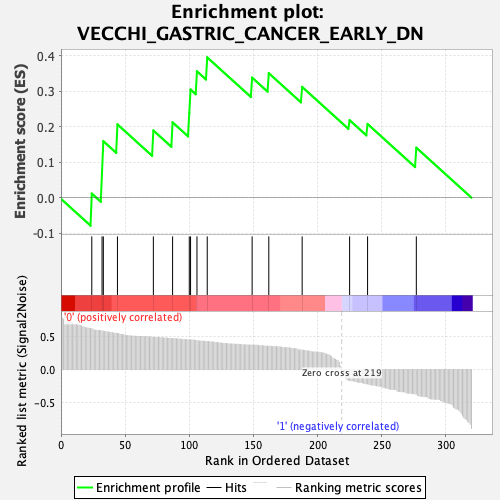 Enrichment plot:
VECCHI_GASTRIC_CANCER_EARLY_DN
Enrichment score (ES)
0.4
0.3
0.2
0.1
0.0
-0.1
'0' (positively correlated)
Ranked list metric (Signal2Noise)
0.5
0.0
-0.5
Zero cross at 219
'1' (negatively correlated)
0 50 100 150 200 250 300
Rank in Ordered Dataset
Enrichment profile Hits Ranking metric scores